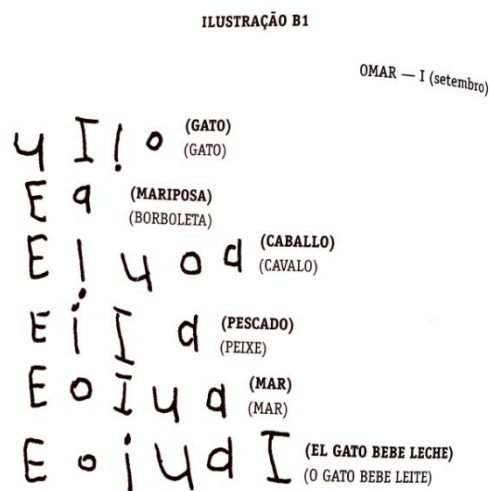 ILUSTRAÇÃO B1
OMAR — I (setembro)
y I ! o (GATO)
(GATO)
E q (MARIPOSA)
(BORBOLETA)
E ! y o d (CABALLO)
(CAVALO)
E i I d (PESCADO)
(PEIXE)
E o I y d (MAR)
(MAR)
E o j y d I (EL GATO BEBE LECHE)
(O GATO BEBE LEITE)